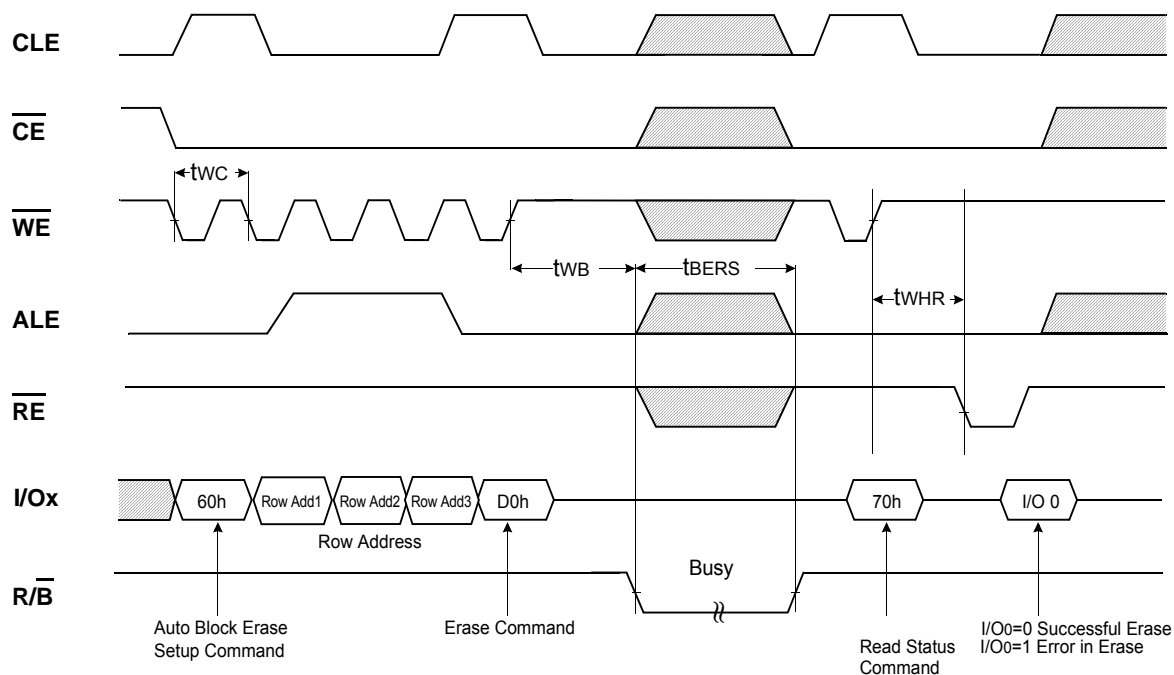 CLE
CE
tWC
WE
tWB
tBERS
tWHR
ALE
RE
I/Ox
60h
Row Add1
Row Add2
Row Add3
D0h
70h
I/O 0
Row Address
R/B
Busy
Auto Block Erase
Setup Command
Erase Command
Read Status
Command
I/O0=0 Successful Erase
I/O0=1 Error in Erase